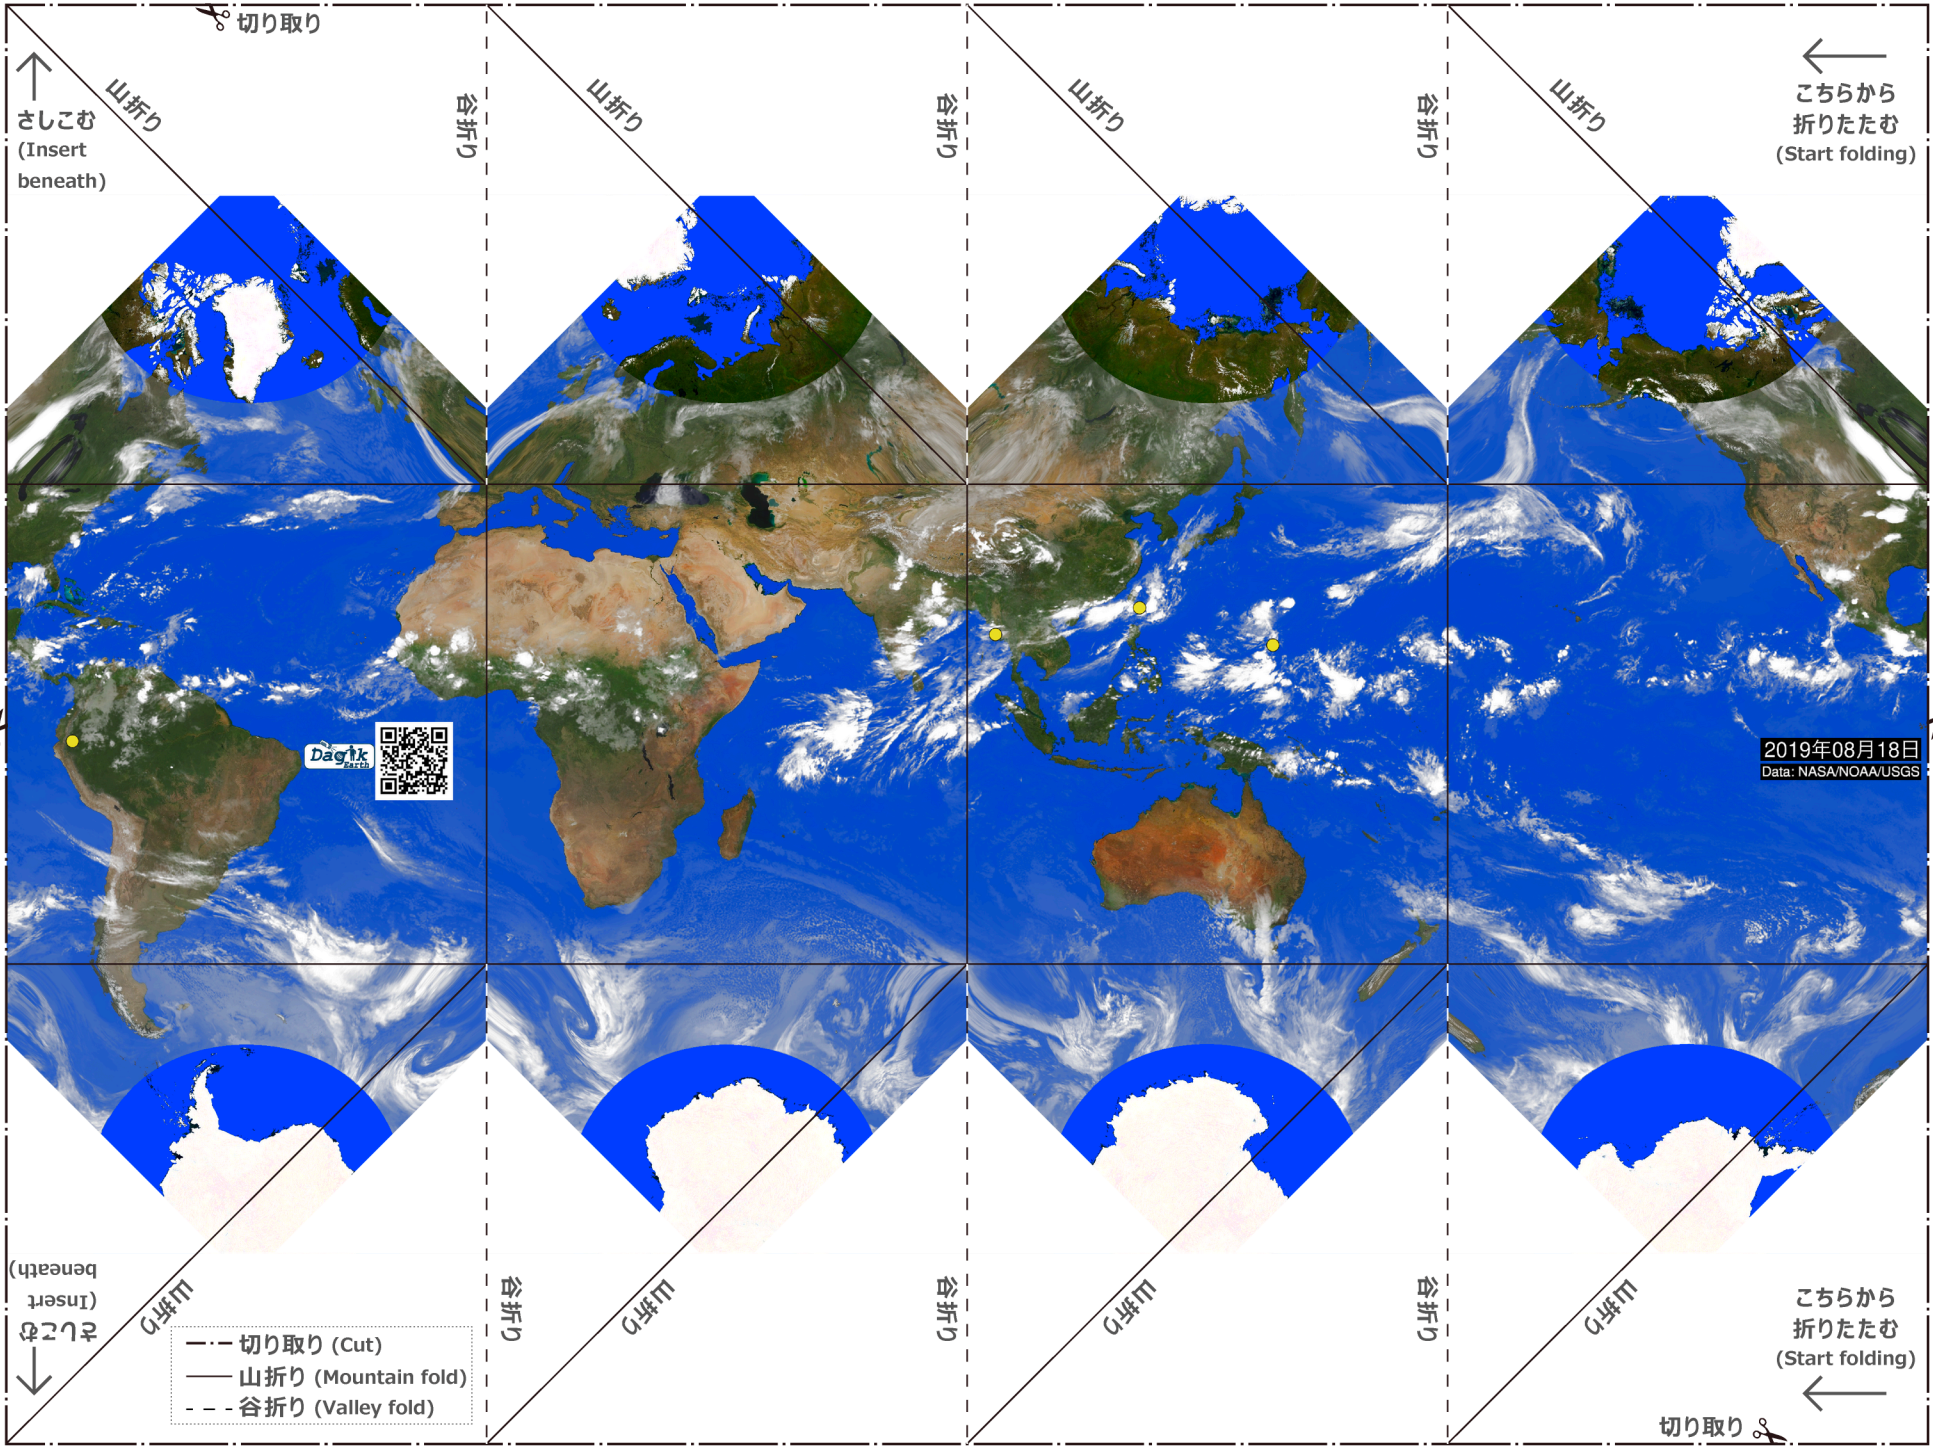 切り取り
山折り
谷折り
山折り
谷折り
山折り
谷折り
山折り
さしこむ
(Insert
beneath)
こちらから
折りたたむ
(Start folding)
Dagik
Earth
2019年08月18日
Data: NASA/NOAA/USGS
さしこむ
(Insert
beneath)
山折り
谷折り
山折り
谷折り
山折り
谷折り
山折り
こちらから
折りたたむ
(Start folding)
切り取り (Cut)
山折り (Mountain fold)
谷折り (Valley fold)
切り取り